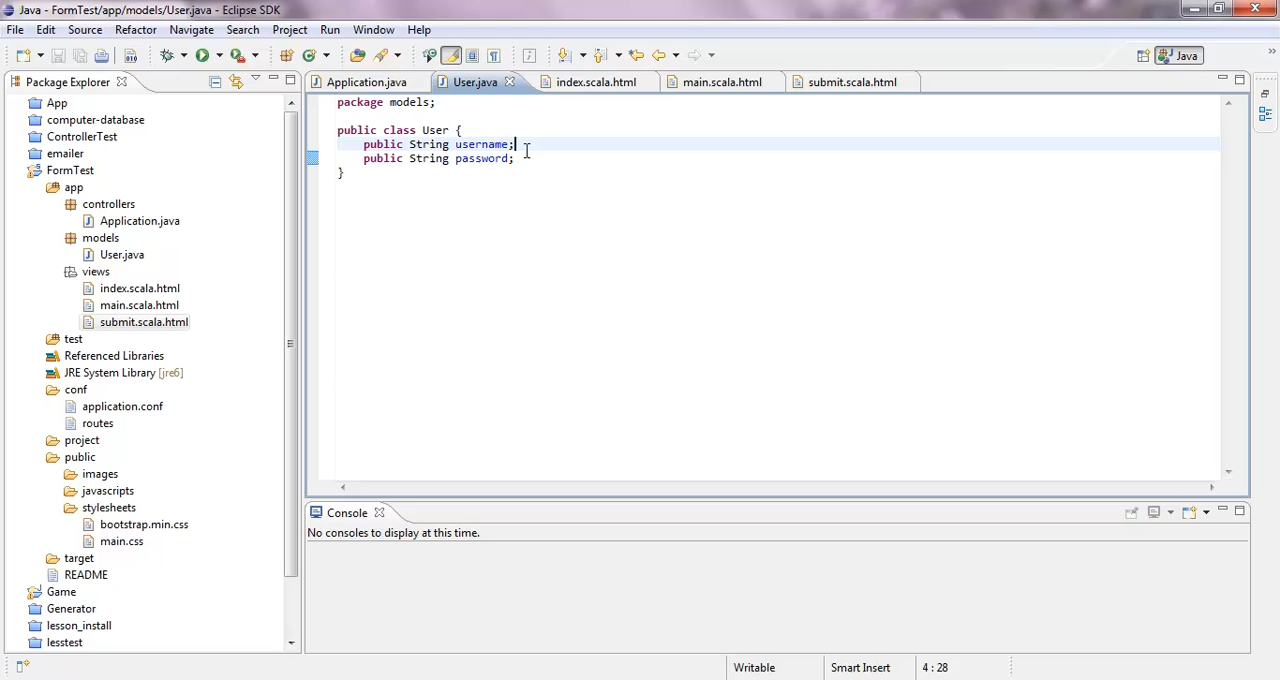 Java - FormTest/app/models/User.java - Eclipse SDK
File Edit Source Refactor Navigate Search Project Run Window Help
Java
Package Explorer
App
computer-database
ControllerTest
emailer
FormTest
app
controllers
Application.java
models
User.java
views
index.scala.html
main.scala.html
submit.scala.html
test
Referenced Libraries
JRE System Library [jre6]
conf
application.conf
routes
project
public
images
javascripts
stylesheets
bootstrap.min.css
main.css
target
README
Game
Generator
lesson_install
lesstest
Application.java User.java index.scala.html main.scala.html submit.scala.html
package models;
public class User {
public String username;
public String password;
}
Console
No consoles to display at this time.
Writable Smart Insert 4 : 28